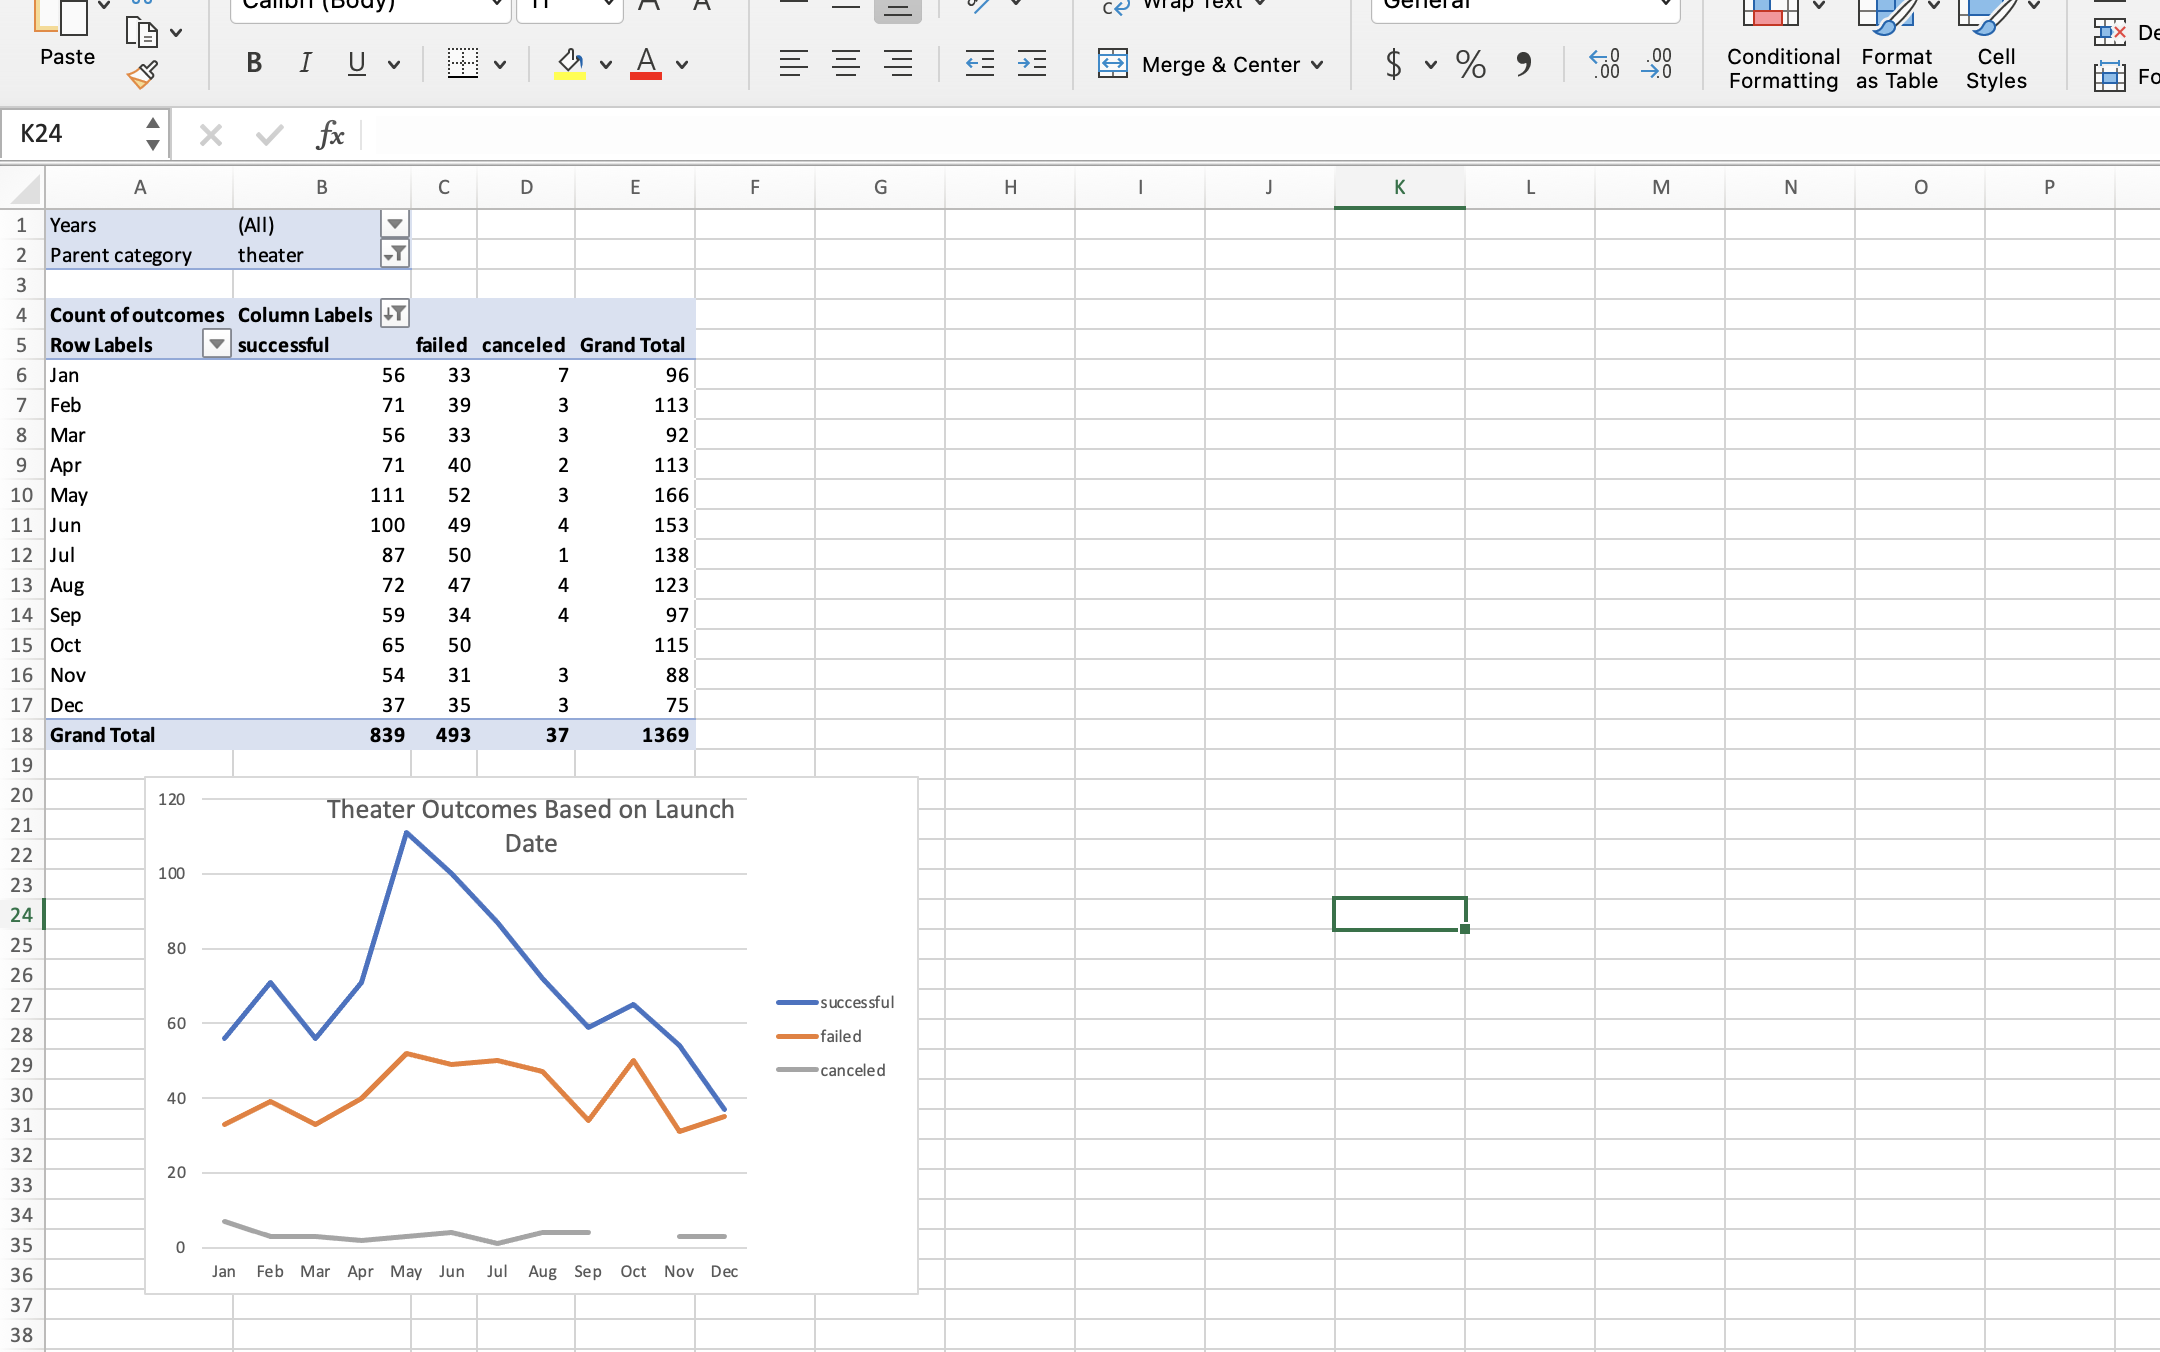 Calibri (Body) 11 Wrap Text General
Paste B I U A Merge & Center $ % Conditional Formatting Format as Table Cell Styles
K24 fx
A B C D E F G H I J K L M N O P
1 Years (All)
2 Parent category theater
3
4 Count of outcomes Column Labels
5 Row Labels successful failed canceled Grand Total
6 Jan 56 33 7 96
7 Feb 71 39 3 113
8 Mar 56 33 3 92
9 Apr 71 40 2 113
10 May 111 52 3 166
11 Jun 100 49 4 153
12 Jul 87 50 1 138
13 Aug 72 47 4 123
14 Sep 59 34 4 97
15 Oct 65 50 115
16 Nov 54 31 3 88
17 Dec 37 35 3 75
18 Grand Total 839 493 37 1369
19
20
21
22
23
24
25
26
27
28
29
30
31
32
33
34
35
36
37
38
Theater Outcomes Based on Launch
Date
120
100
80
60
40
20
0
Jan Feb Mar Apr May Jun Jul Aug Sep Oct Nov Dec
successful
failed
canceled